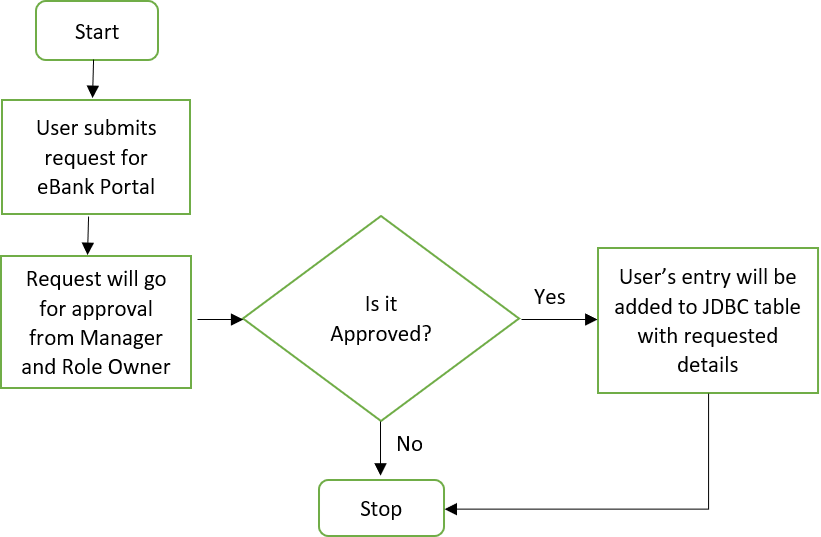 Start
User submits
request for
eBank Portal
Request will go
for approval
from Manager
and Role Owner
Is it
Approved?
Yes
User’s entry will be
added to JDBC table
with requested
details
No
Stop